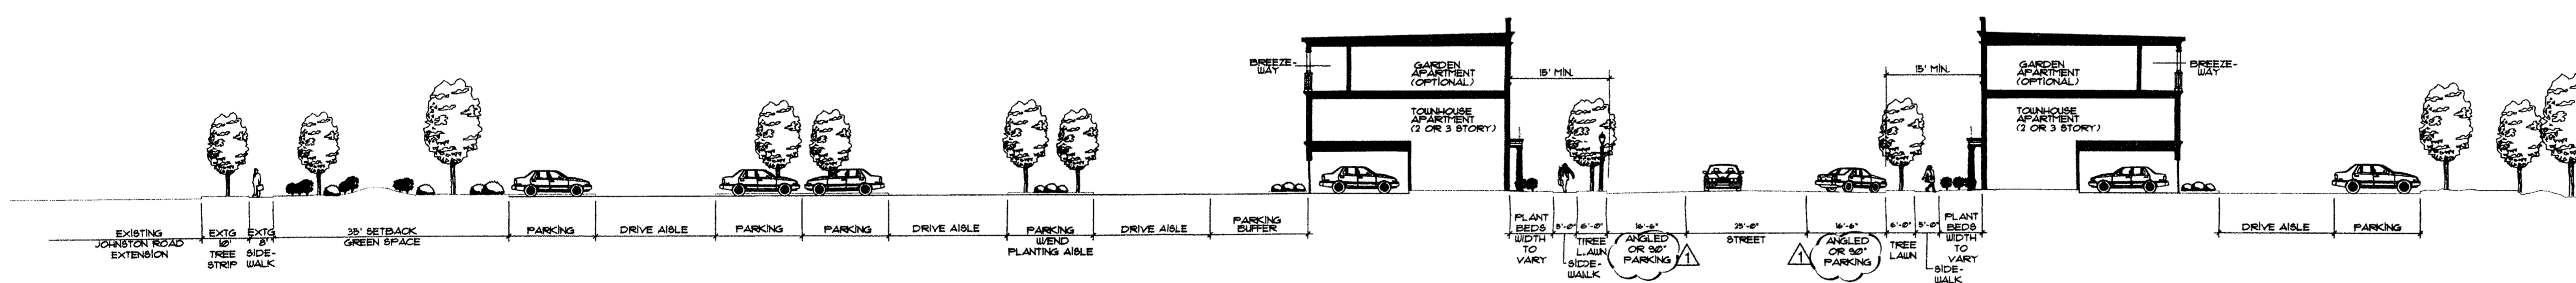 BREEZE-
WAY
GARDEN
APARTMENT
(OPTIONAL)
TOWNHOUSE
APARTMENT
(2 OR 3 STORY)
15' MIN.
15' MIN.
GARDEN
APARTMENT
(OPTIONAL)
TOWNHOUSE
APARTMENT
(2 OR 3 STORY)
BREEZE-
WAY
EXISTING
JOHNSTON ROAD
EXTENSION
EXTG
10'
TREE
STRIP
EXTG
8'
SIDE-
WALK
35' SETBACK
GREEN SPACE
PARKING
DRIVE AISLE
PARKING
PARKING
DRIVE AISLE
PARKING
W/END
PLANTING AISLE
DRIVE AISLE
PARKING
BUFFER
PLANT
BEDS
WIDTH
TO
VARY
5'-0"
SIDE-
WALK
6'-0"
TREE
LAWN
16'-6"
ANGLED
OR 90°
PARKING
1
25'-0"
STREET
1
16'-6"
ANGLED
OR 90°
PARKING
6'-0"
TREE
LAWN
5'-0"
SIDE-
WALK
PLANT
BEDS
WIDTH
TO
VARY
DRIVE AISLE
PARKING